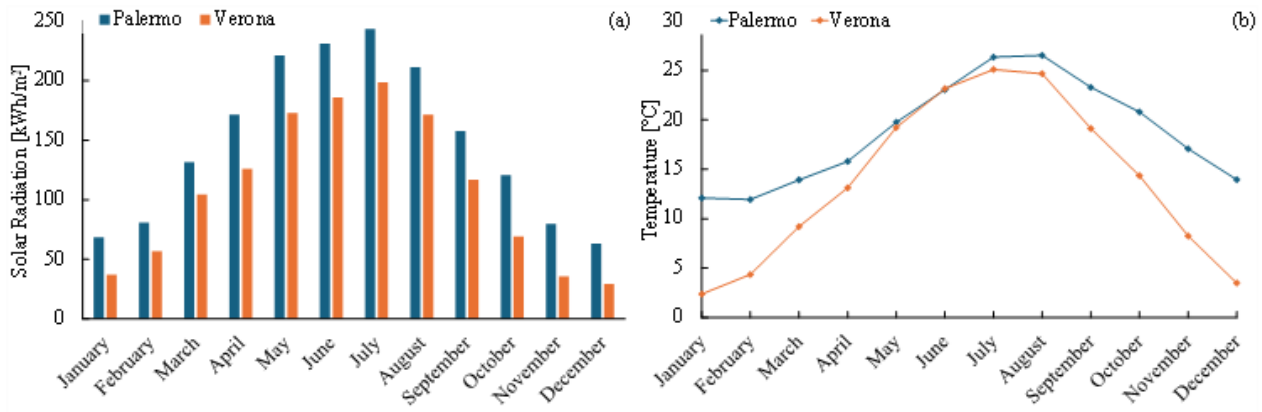 Palermo Verona (a)
Solar Radiation [kWh/m²]
250
200
150
100
50
0
January
February
March
April
May
June
July
August
September
October
November
December
Palermo Verona (b)
Temperature [°C]
30
25
20
15
10
5
0
January
February
March
April
May
June
July
August
September
October
November
December